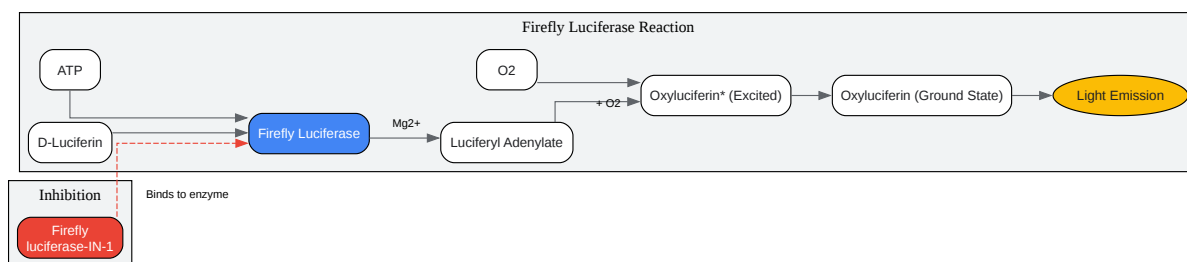 Firefly Luciferase Reaction
ATP
O2
Oxyluciferin* (Excited)
Oxyluciferin (Ground State)
Light Emission
+ O2
D-Luciferin
Firefly Luciferase
Mg2+
Luciferyl Adenylate
Inhibition
Binds to enzyme
Firefly
luciferase-IN-1